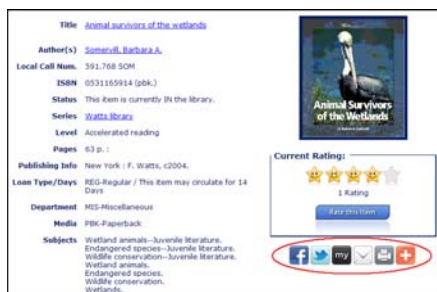 Title Animal survivors of the wetlands
Author(s) Somervill, Barbara A.
Local Call Num. 591.768 SOM
ISBN 0531165914 (pbk.)
Status This item is currently IN the library.
Series Watts library
Level Accelerated reading
Pages 63 p. :
Publishing Info New York : F. Watts, c2004.
Loan Type/Days REG-Regular / This item may circulate for 14
Days
Department MIS-Miscellaneous
Media PBK-Paperback
Subjects Wetland animals--Juvenile literature.
Endangered species--Juvenile literature.
Wildlife conservation--Juvenile literature.
Wetland animals.
Endangered species.
Wildlife conservation.
Wetlands.
Animal Survivors
of the Wetlands
Current Rating:
1 Rating
Rate this Item
f
my